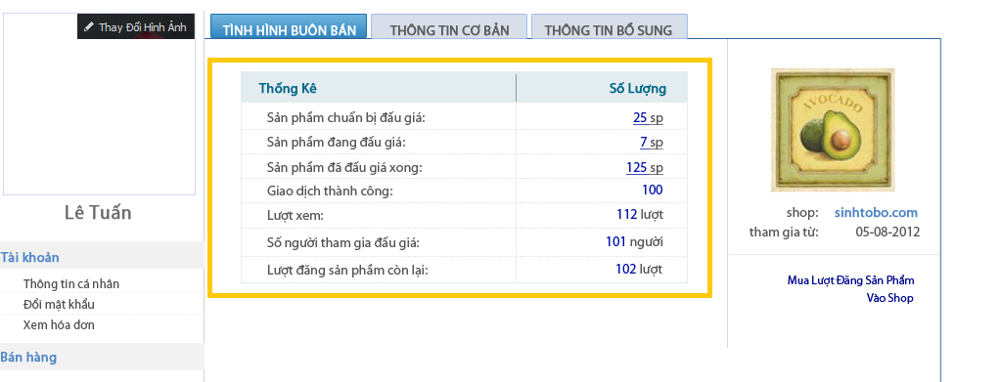 Thay Đổi Hình Ảnh
Lê Tuấn
Tài khoản
Thông tin cá nhân
Đổi mật khẩu
Xem hóa dơn
Bán hàng
TÌNH HÌNH BUÔN BÁN
THÔNG TIN CƠ BẢN
THÔNG TIN BỔ SUNG
Thống Kê Số Lượng
Sản phẩm chuẩn bị đấu giá: 25 sp
Sản phẩm đang đấu giá: 7 sp
Sản phẩm đã đấu giá xong: 125 sp
Giao dịch thành công: 100
Lượt xem: 112 lượt
Số người tham gia đấu giá: 101 người
Lượt đăng sản phẩm còn lại: 102 lượt
AVOCADO
shop: sinhtobo.com
tham gia từ: 05-08-2012
Mua Lượt Đăng Sản Phẩm
Vào Shop